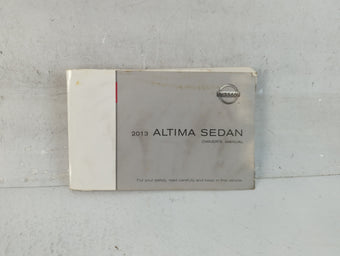 NISSAN
2013 ALTIMA SEDAN
OWNER'S MANUAL
For your safety, read carefully and keep in this vehicle.